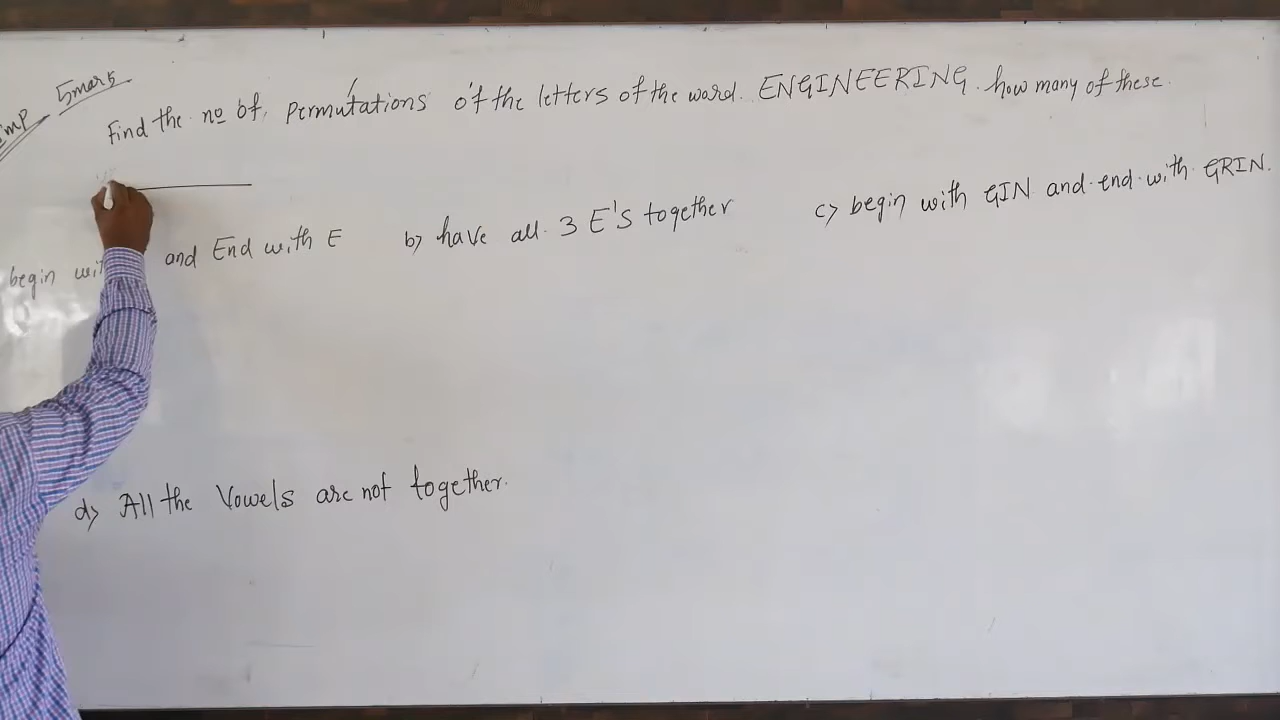 imp 5mars
Find the no of permutations of the letters of the word. ENGINEERING. how many of these.
begin wit and End with E b) have all 3 E's together c) begin with GIN and end with GRIN.
d) All the Vowels are not together.